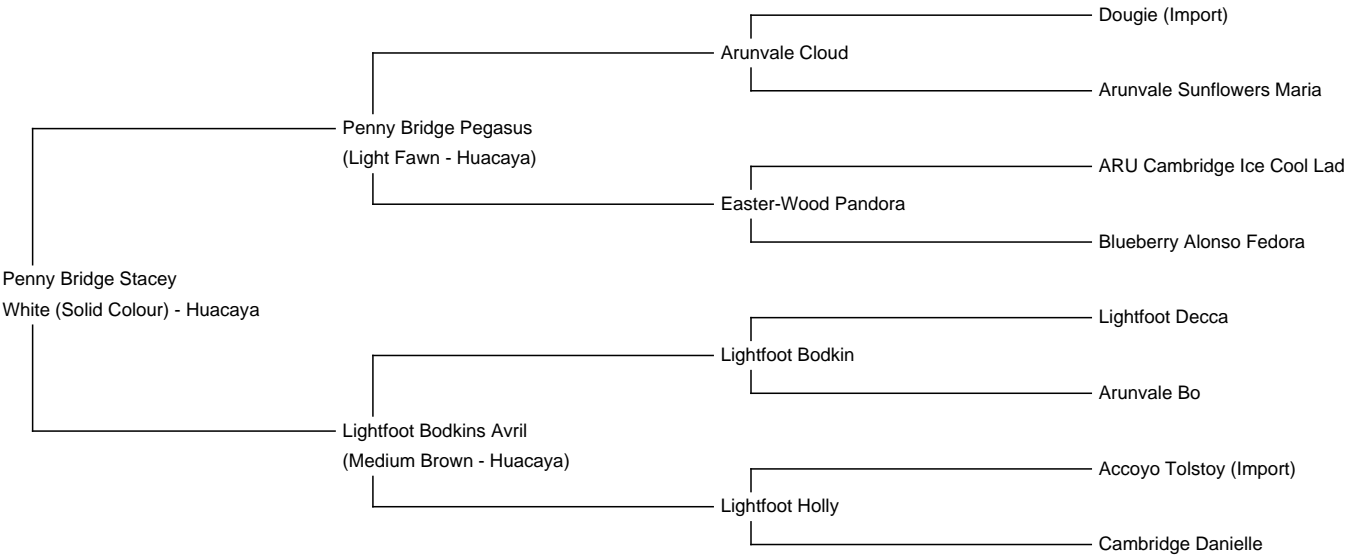 Dougie (Import)
Arunvale Cloud
Arunvale Sunflowers Maria
Penny Bridge Pegasus
(Light Fawn - Huacaya)
ARU Cambridge Ice Cool Lad
Easter-Wood Pandora
Blueberry Alonso Fedora
Penny Bridge Stacey
White (Solid Colour) - Huacaya
Lightfoot Decca
Lightfoot Bodkin
Arunvale Bo
Lightfoot Bodkins Avril
(Medium Brown - Huacaya)
Accoyo Tolstoy (Import)
Lightfoot Holly
Cambridge Danielle